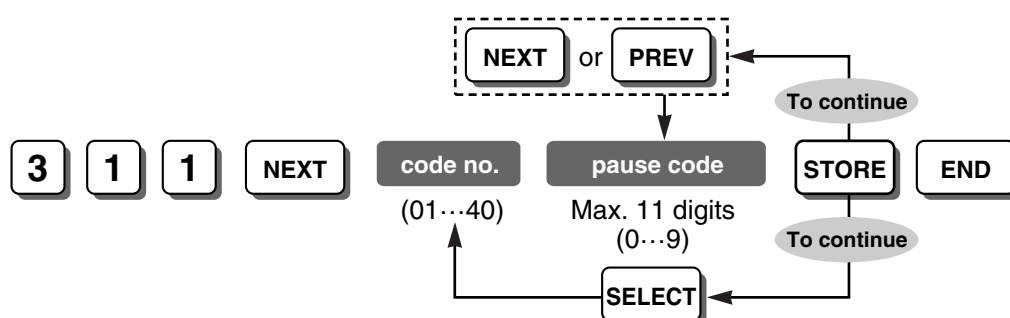 NEXT or PREV
To continue
3 1 1 NEXT code no. pause code STORE END
(01···40) Max. 11 digits
(0···9)
To continue
SELECT